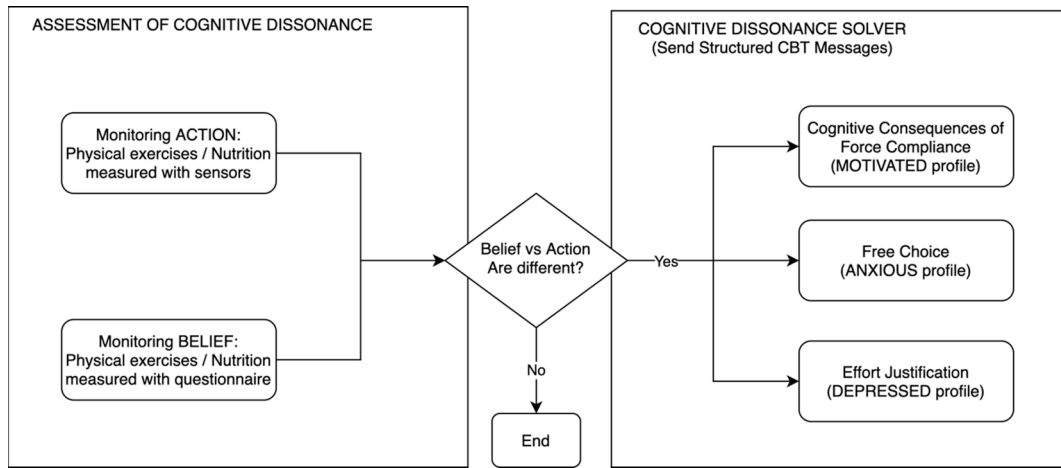 ASSESSMENT OF COGNITIVE DISSONANCE
Monitoring ACTION:
Physical exercises / Nutrition
measured with sensors
Monitoring BELIEF:
Physical exercises / Nutrition
measured with questionnaire
Belief vs Action
Are different?
Yes
No
End
COGNITIVE DISSONANCE SOLVER
(Send Structured CBT Messages)
Cognitive Consequences of
Force Compliance
(MOTIVATED profile)
Free Choice
(ANXIOUS profile)
Effort Justification
(DEPRESSED profile)